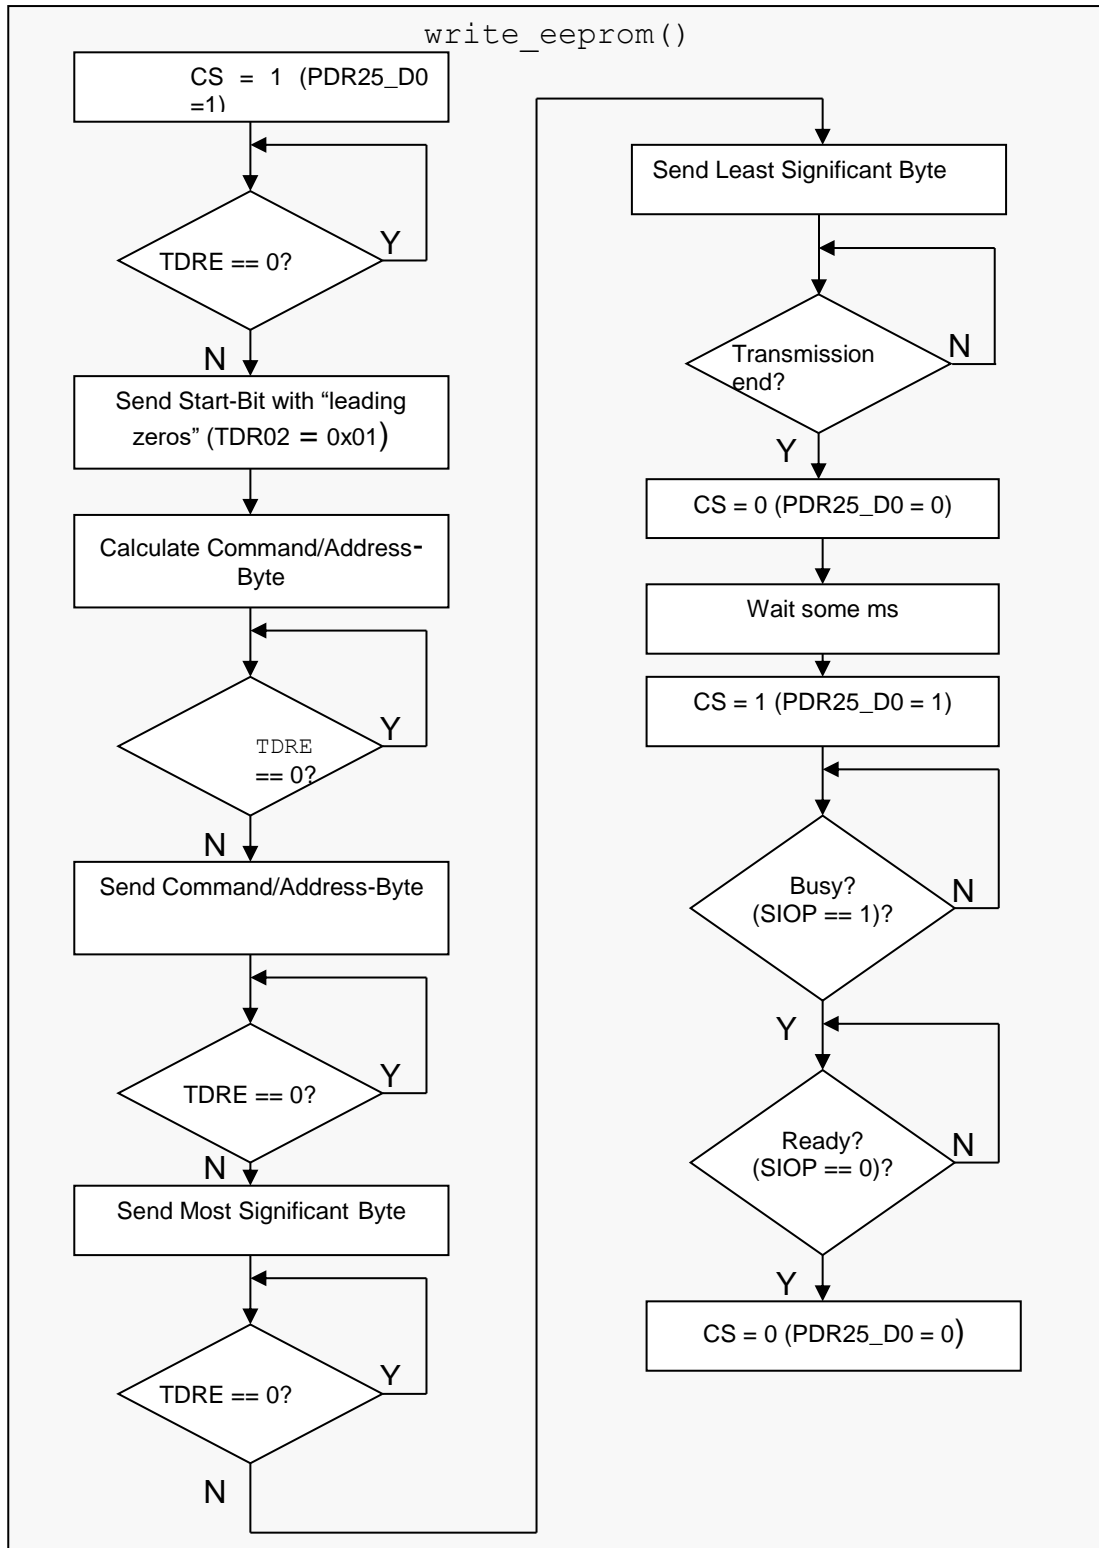 write_eeprom()
CS = 1 (PDR25_D0
=1)
TDRE == 0?
Y
N
Send Start-Bit with “leading
zeros” (TDR02 = 0x01)
Calculate Command/Address-
Byte
TDRE
== 0?
Y
N
Send Command/Address-Byte
TDRE == 0?
Y
N
Send Most Significant Byte
TDRE == 0?
Y
N
Send Least Significant Byte
Transmission
end?
N
Y
CS = 0 (PDR25_D0 = 0)
Wait some ms
CS = 1 (PDR25_D0 = 1)
Busy?
(SIOP == 1)?
N
Y
Ready?
(SIOP == 0)?
N
Y
CS = 0 (PDR25_D0 = 0)